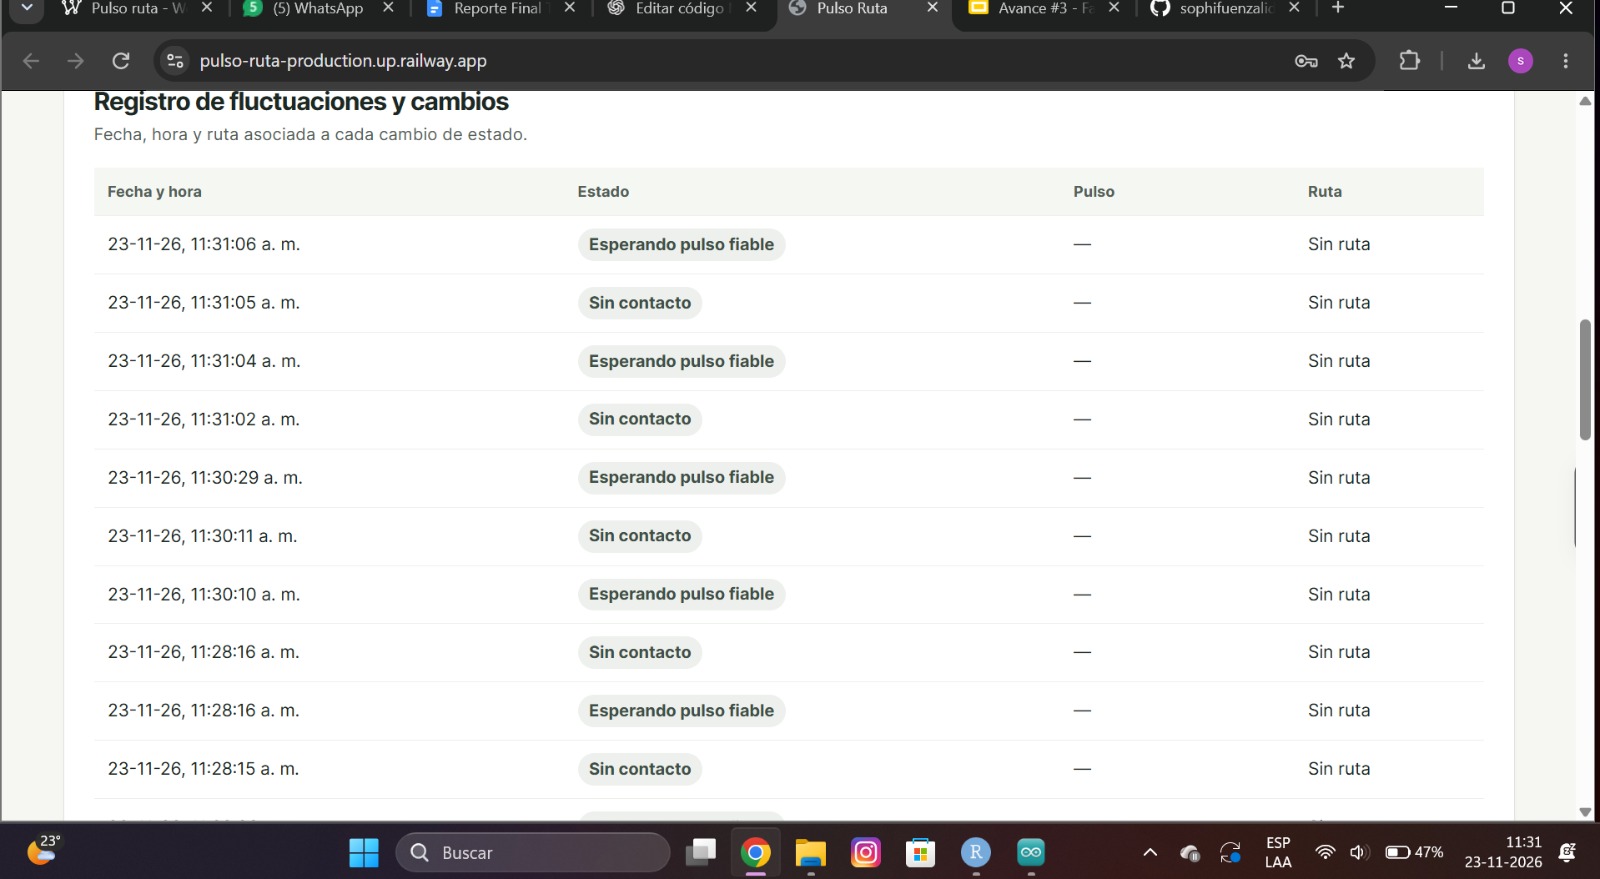 Pulso ruta - W
5
(5) WhatsApp
Reporte Final
Editar código
Pulso Ruta
Avance #3 - Fa
sophifuenzalid
pulso-ruta-production.up.railway.app
S
Registro de fluctuaciones y cambios
Fecha, hora y ruta asociada a cada cambio de estado.
Fecha y hora Estado Pulso Ruta
23-11-26, 11:31:06 a. m. Esperando pulso fiable — Sin ruta
23-11-26, 11:31:05 a. m. Sin contacto — Sin ruta
23-11-26, 11:31:04 a. m. Esperando pulso fiable — Sin ruta
23-11-26, 11:31:02 a. m. Sin contacto — Sin ruta
23-11-26, 11:30:29 a. m. Esperando pulso fiable — Sin ruta
23-11-26, 11:30:11 a. m. Sin contacto — Sin ruta
23-11-26, 11:30:10 a. m. Esperando pulso fiable — Sin ruta
23-11-26, 11:28:16 a. m. Sin contacto — Sin ruta
23-11-26, 11:28:16 a. m. Esperando pulso fiable — Sin ruta
23-11-26, 11:28:15 a. m. Sin contacto — Sin ruta
23°
Buscar
R
ESP
LAA
47%
11:31
23-11-2026